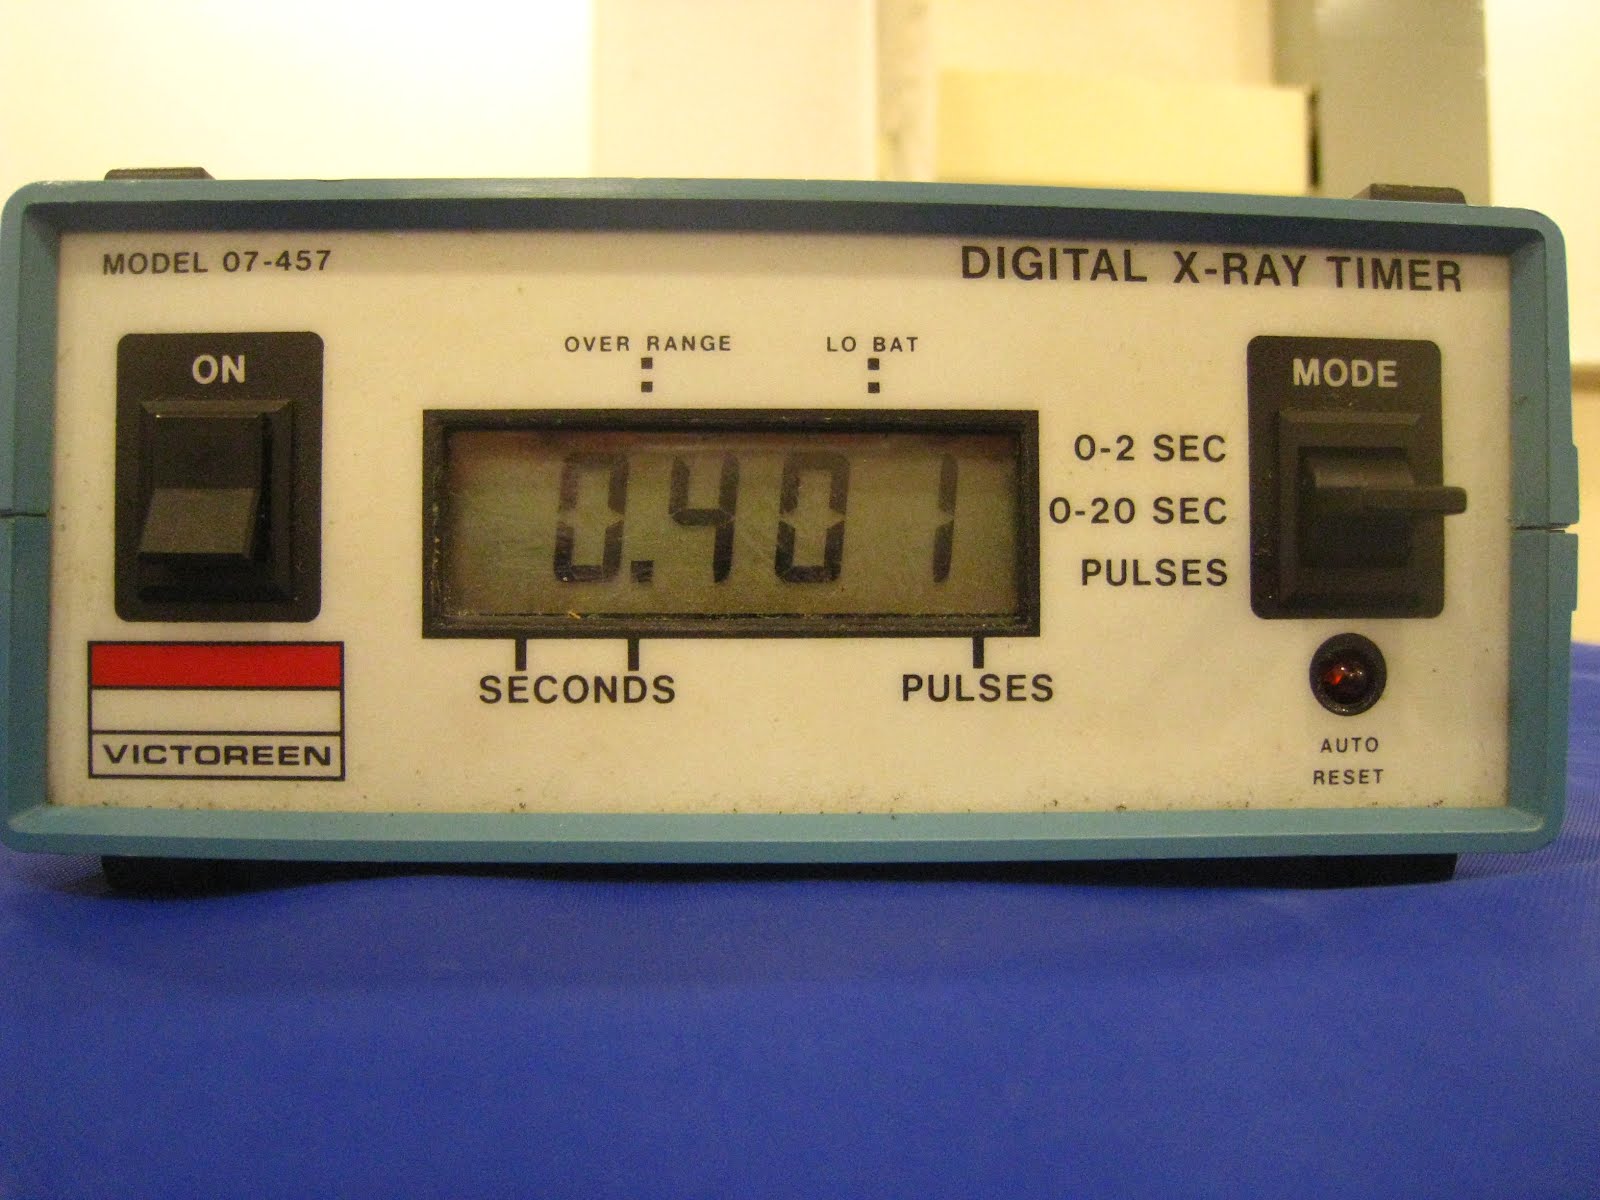 MODEL 07-457
DIGITAL X-RAY TIMER
ON
OVER RANGE
LO BAT
MODE
0.401
0-2 SEC
0-20 SEC
PULSES
SECONDS
PULSES
VICTOREEN
AUTO
RESET